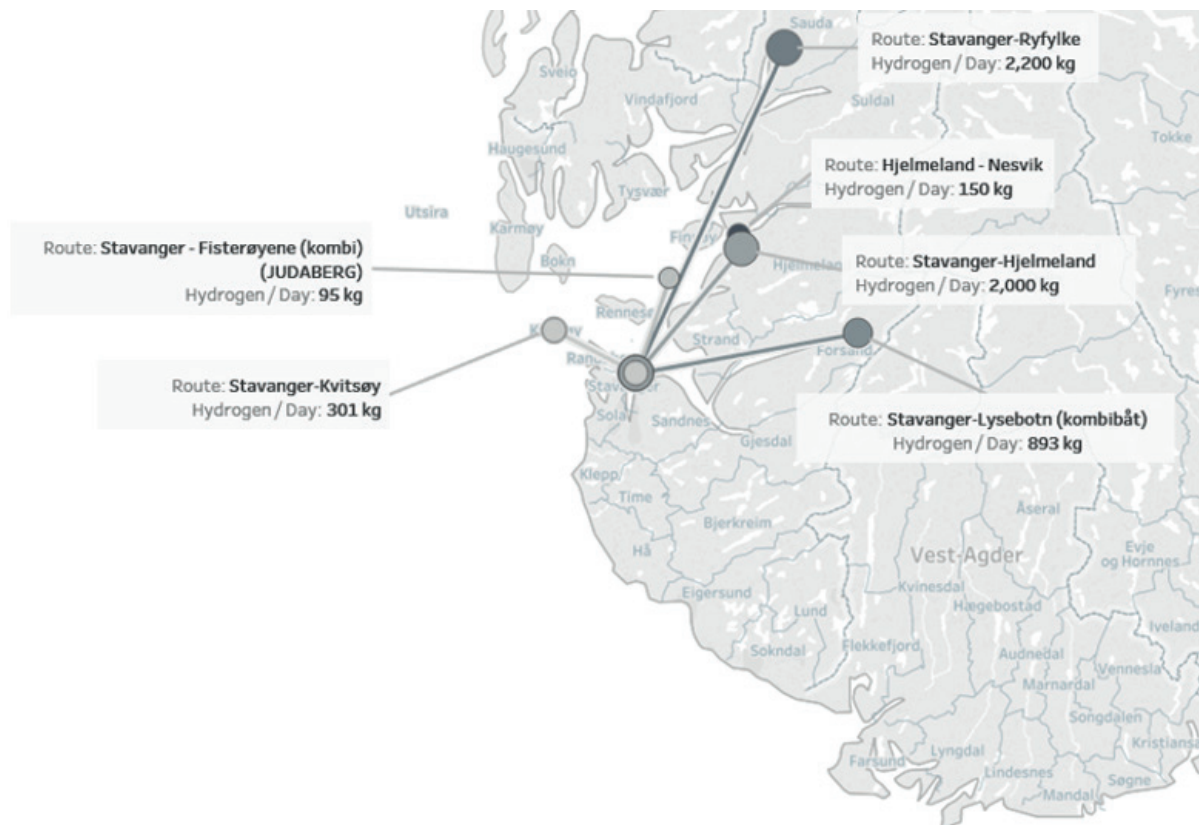 Sauda
Route: Stavanger-Ryfylke
Hydrogen / Day: 2,200 kg
Sveio
Vindafjord
Suldal
Tokke
Haugesund
Route: Hjelmeland - Nesvik
Hydrogen / Day: 150 kg
Tysvær
Utsira
Karmøy
Route: Stavanger - Fisterøyene (kombi)
(JUDABERG)
Hydrogen / Day: 95 kg
Bokn
Route: Stavanger-Hjelmeland
Hydrogen / Day: 2,000 kg
Strand
Forsand
Route: Stavanger-Kvitsøy
Hydrogen / Day: 301 kg
Sandnes
Route: Stavanger-Lysebotn (kombibåt)
Hydrogen / Day: 893 kg
Gjesdal
Klepp
Time
Bjerkreim
Åseral
Hå
Vest-Agder
Evje
og Hornnes
Eigersund
Kvinesdal
Lund
Hægebostad
Iveland
Sokndal
Flekkefjord
Audnedal
Vennesla
Marnardal
Songdalen
Lyngdal
Farsund
Lindesnes
Søgne
Mandal